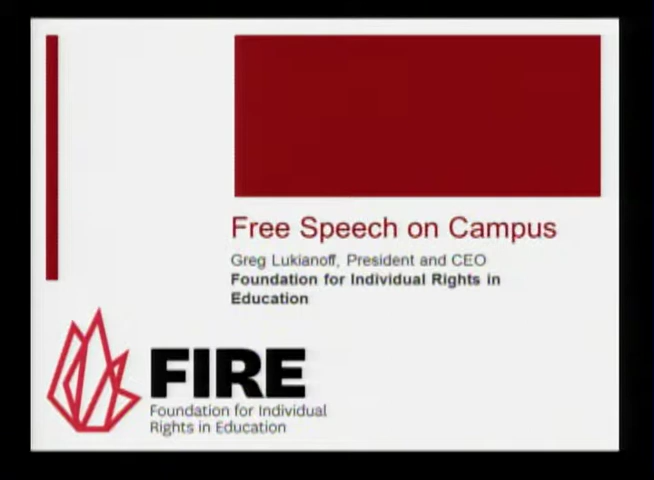 Free Speech on Campus
Greg Lukianoff, President and CEO
Foundation for Individual Rights in
Education
FIRE
Foundation for Individual
Rights in Education